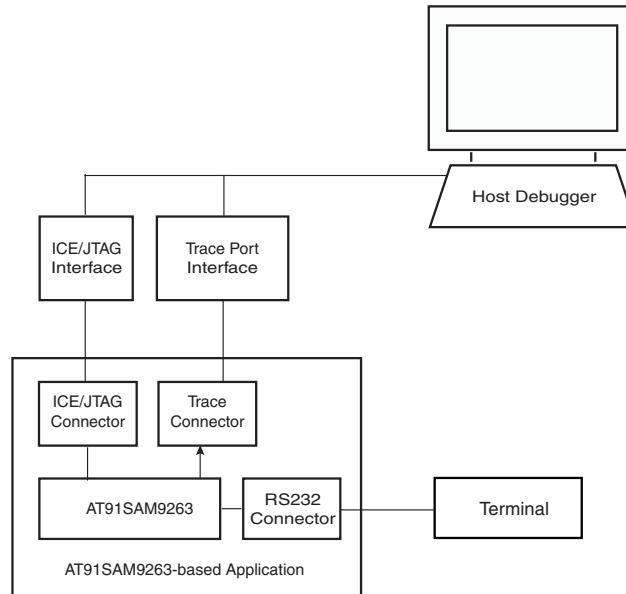 Host Debugger
ICE/JTAG
Interface
Trace Port
Interface
ICE/JTAG
Connector
Trace
Connector
AT91SAM9263
RS232
Connector
Terminal
AT91SAM9263-based Application